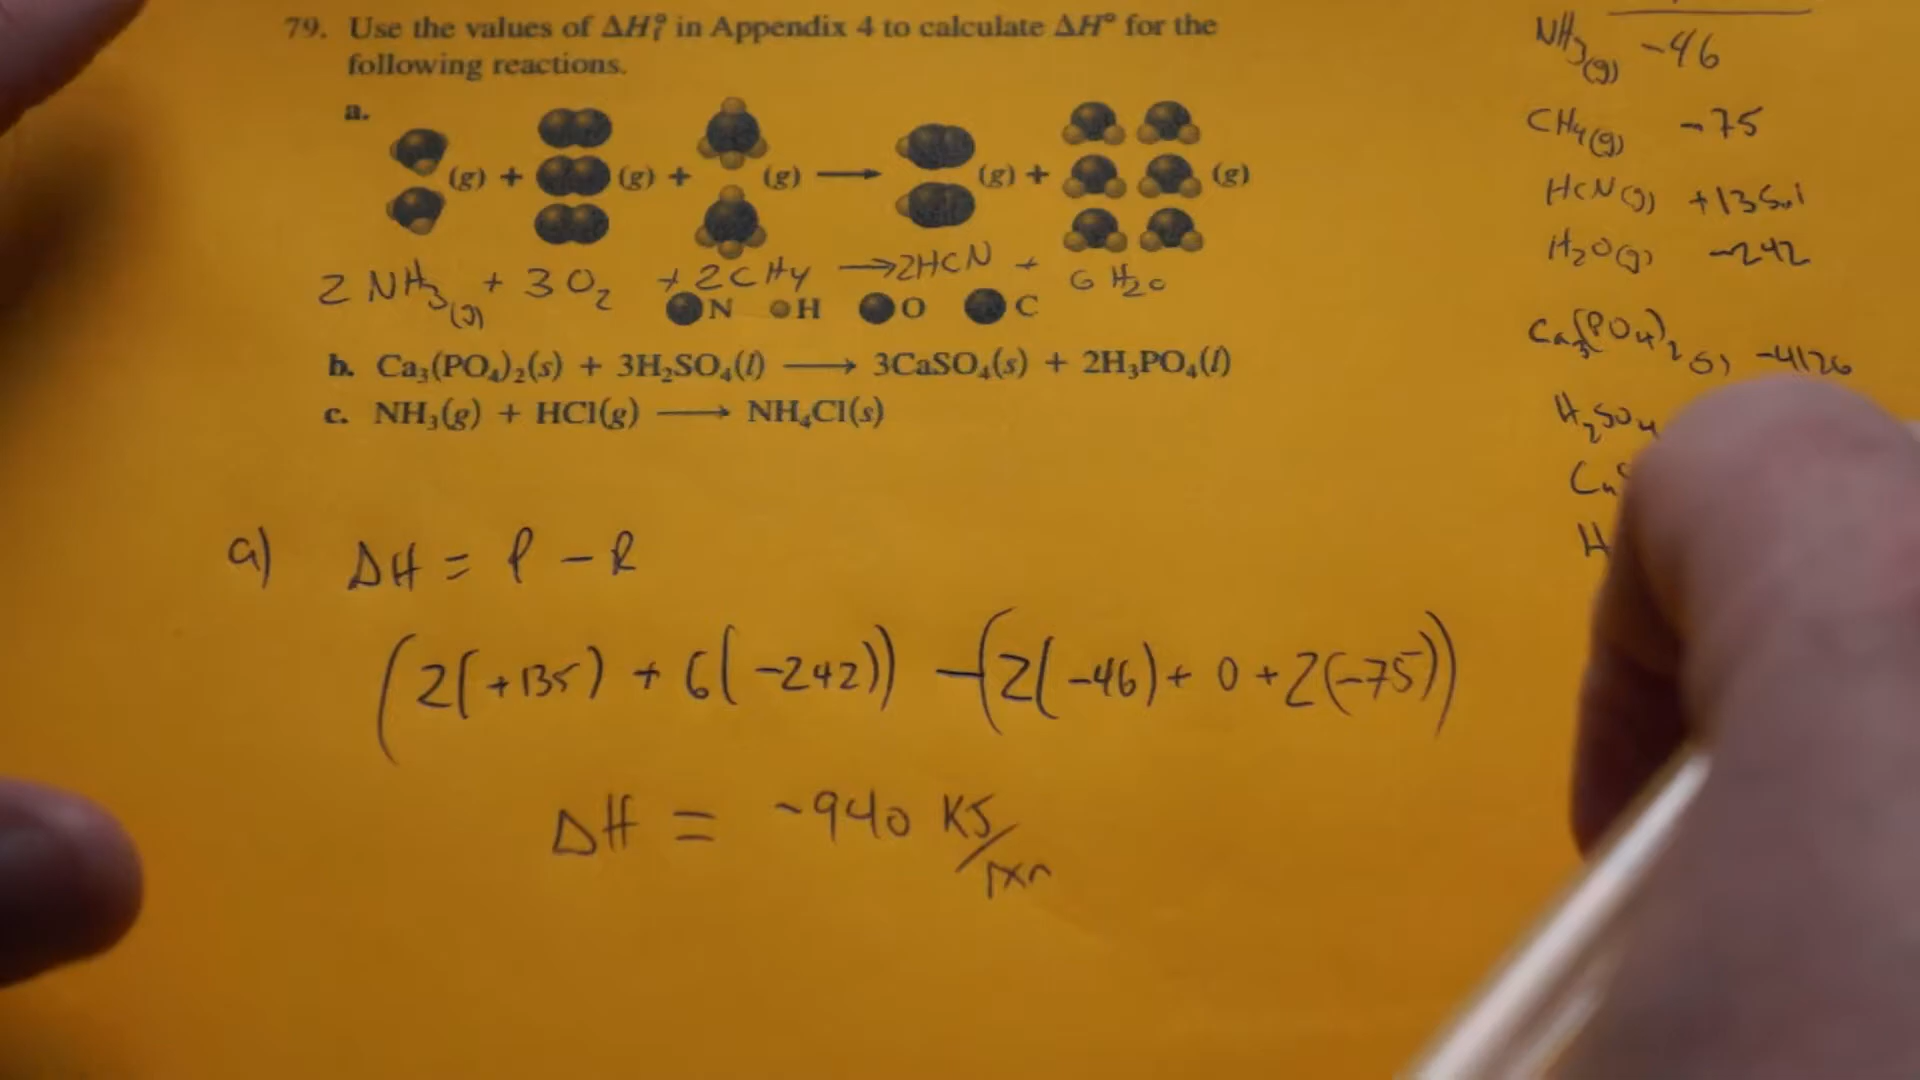 79. Use the values of ΔH°f in Appendix 4 to calculate ΔH° for the
following reactions.
a.
(g) + (g) + (g) ⟶ (g) + (g)
2 NH₃(g) + 3 O₂ + 2 CH₄ → 2HCN + 6 H₂O
N H O C
b. Ca₃(PO₄)₂(s) + 3H₂SO₄(l) ⟶ 3CaSO₄(s) + 2H₃PO₄(l)
c. NH₃(g) + HCl(g) ⟶ NH₄Cl(s)
a) ΔH = P - R
(2(+135) + 6(-242)) - (2(-46) + 0 + 2(-75))
ΔH = -940 KJ/rxn
NH₃(g) -46
CH₄(g) -75
HCN(g) +135.1
H₂O(g) -242
Ca₃(PO₄)₂(s) -4126
H₂SO₄
H